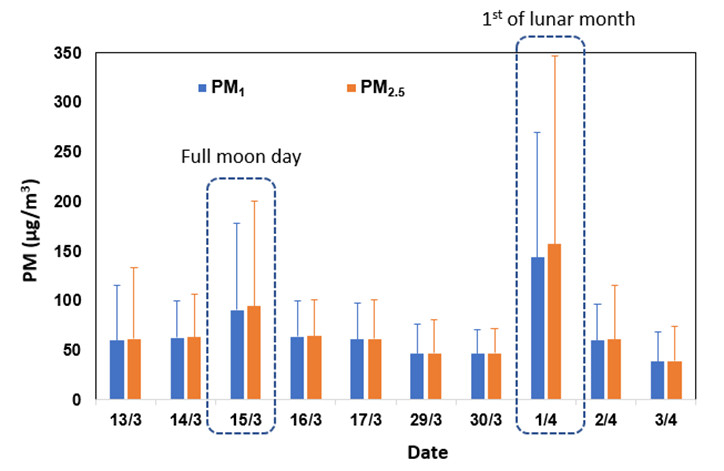 1st of lunar month
350
PM1 PM2.5
300
250
Full moon day
200
150
100
50
0
PM (µg/m3)
13/3 14/3 15/3 16/3 17/3 29/3 30/3 1/4 2/4 3/4
Date